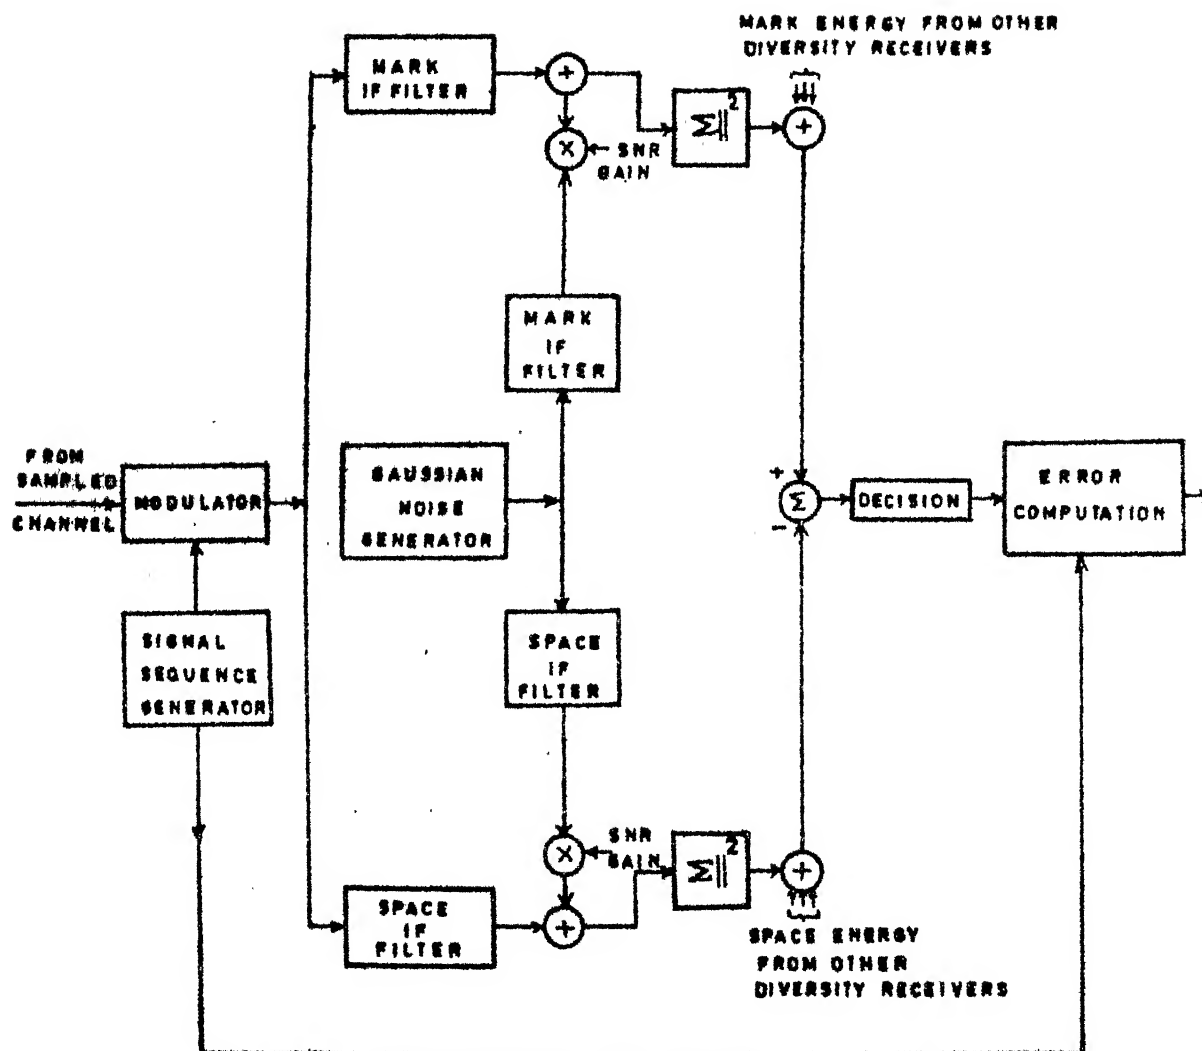 MARK ENERGY FROM OTHER
DIVERSITY RECEIVERS
MARK
IF FILTER
+
Σ||²
+
×
SNR
GAIN
MARK
IF
FILTER
FROM
SAMPLED
CHANNEL
MODULATOR
GAUSSIAN
NOISE
GENERATOR
+
Σ
-
DECISION
ERROR
COMPUTATION
SIGNAL
SEQUENCE
GENERATOR
SPACE
IF
FILTER
×
SNR
GAIN
Σ||²
+
SPACE
IF
FILTER
+
SPACE ENERGY
FROM OTHER
DIVERSITY RECEIVERS